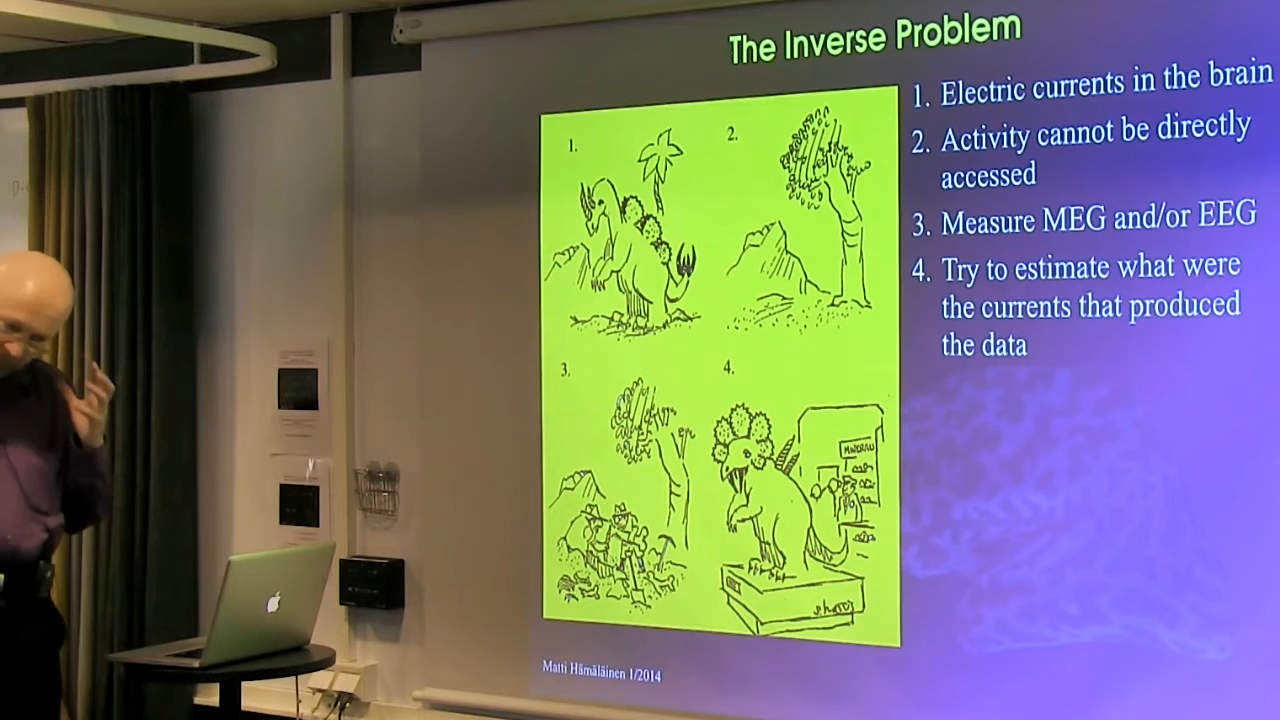 The Inverse Problem
1. Electric currents in the brain
2. Activity cannot be directly
accessed
3. Measure MEG and/or EEG
4. Try to estimate what were
the currents that produced
the data
1.
2.
3.
4.
Matti Hämäläinen 1/2014